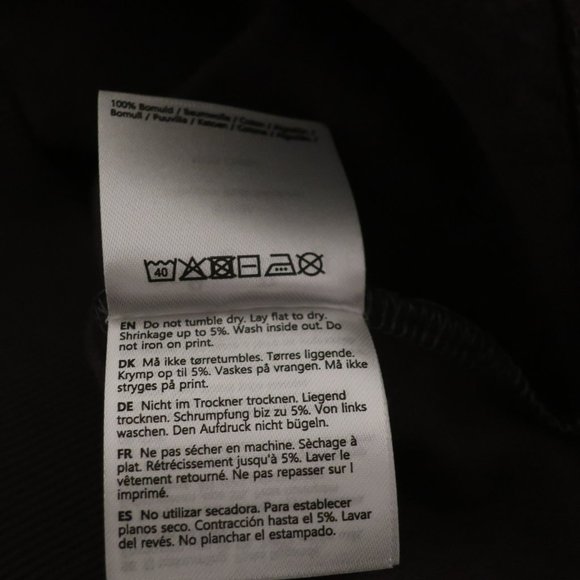 100% Bomuld / Baumwolle / Coton / Algodón /
Bomull / Puuvilla / Katoen / Cotone / Algodão /
40
EN Do not tumble dry. Lay flat to dry.
Shrinkage up to 5%. Wash inside out. Do
not iron on print.
DK Må ikke tørretumbles. Tørres liggende.
Krymp op til 5%. Vaskes på vrangen. Må ikke
stryges på print.
DE Nicht im Trockner trocknen. Liegend
trocknen. Schrumpfung biz zu 5%. Von links
waschen. Den Aufdruck nicht bügeln.
FR Ne pas sécher en machine. Sèchage à
plat. Rétrécissement jusqu'à 5%. Laver le
vêtement retourné. Ne pas repasser sur l
imprimé.
ES No utilizar secadora. Para establecer
planos seco. Contracción hasta el 5%. Lavar
del revés. No planchar el estampado.